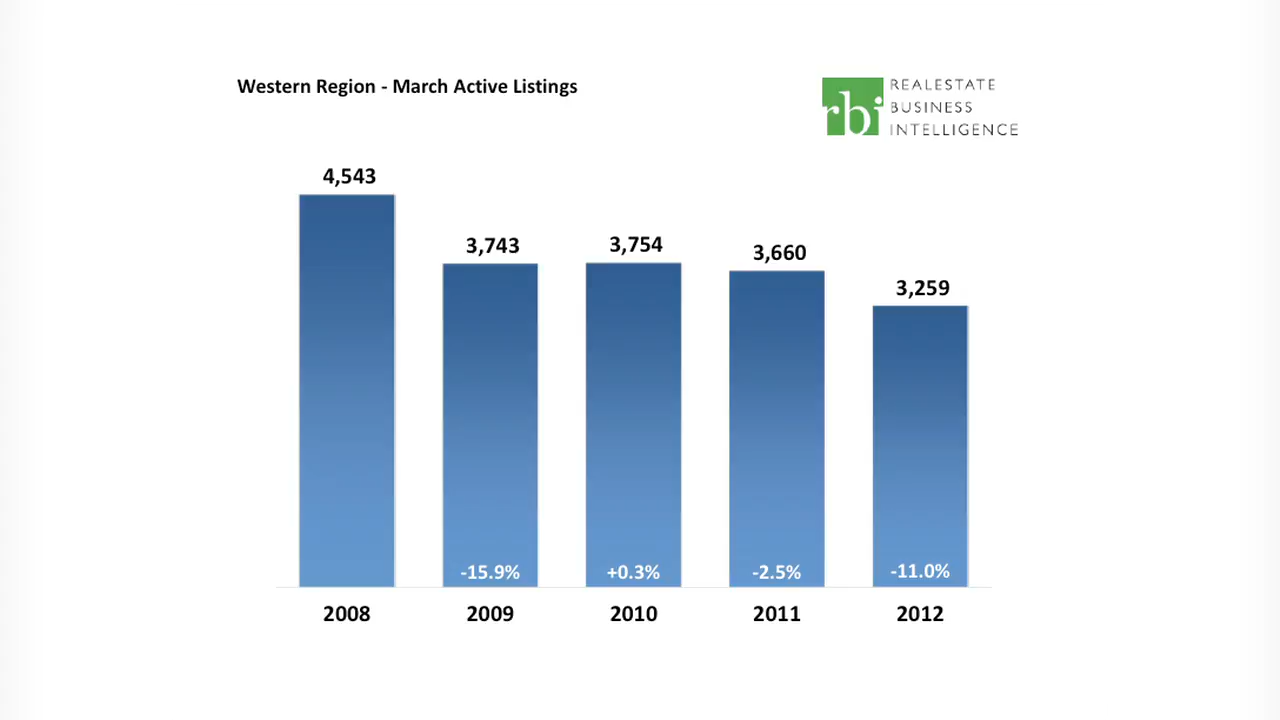 Western Region - March Active Listings
rbi
REALESTATE
BUSINESS
INTELLIGENCE
4,543
3,743
3,754
3,660
3,259
-15.9%
+0.3%
-2.5%
-11.0%
2008
2009
2010
2011
2012